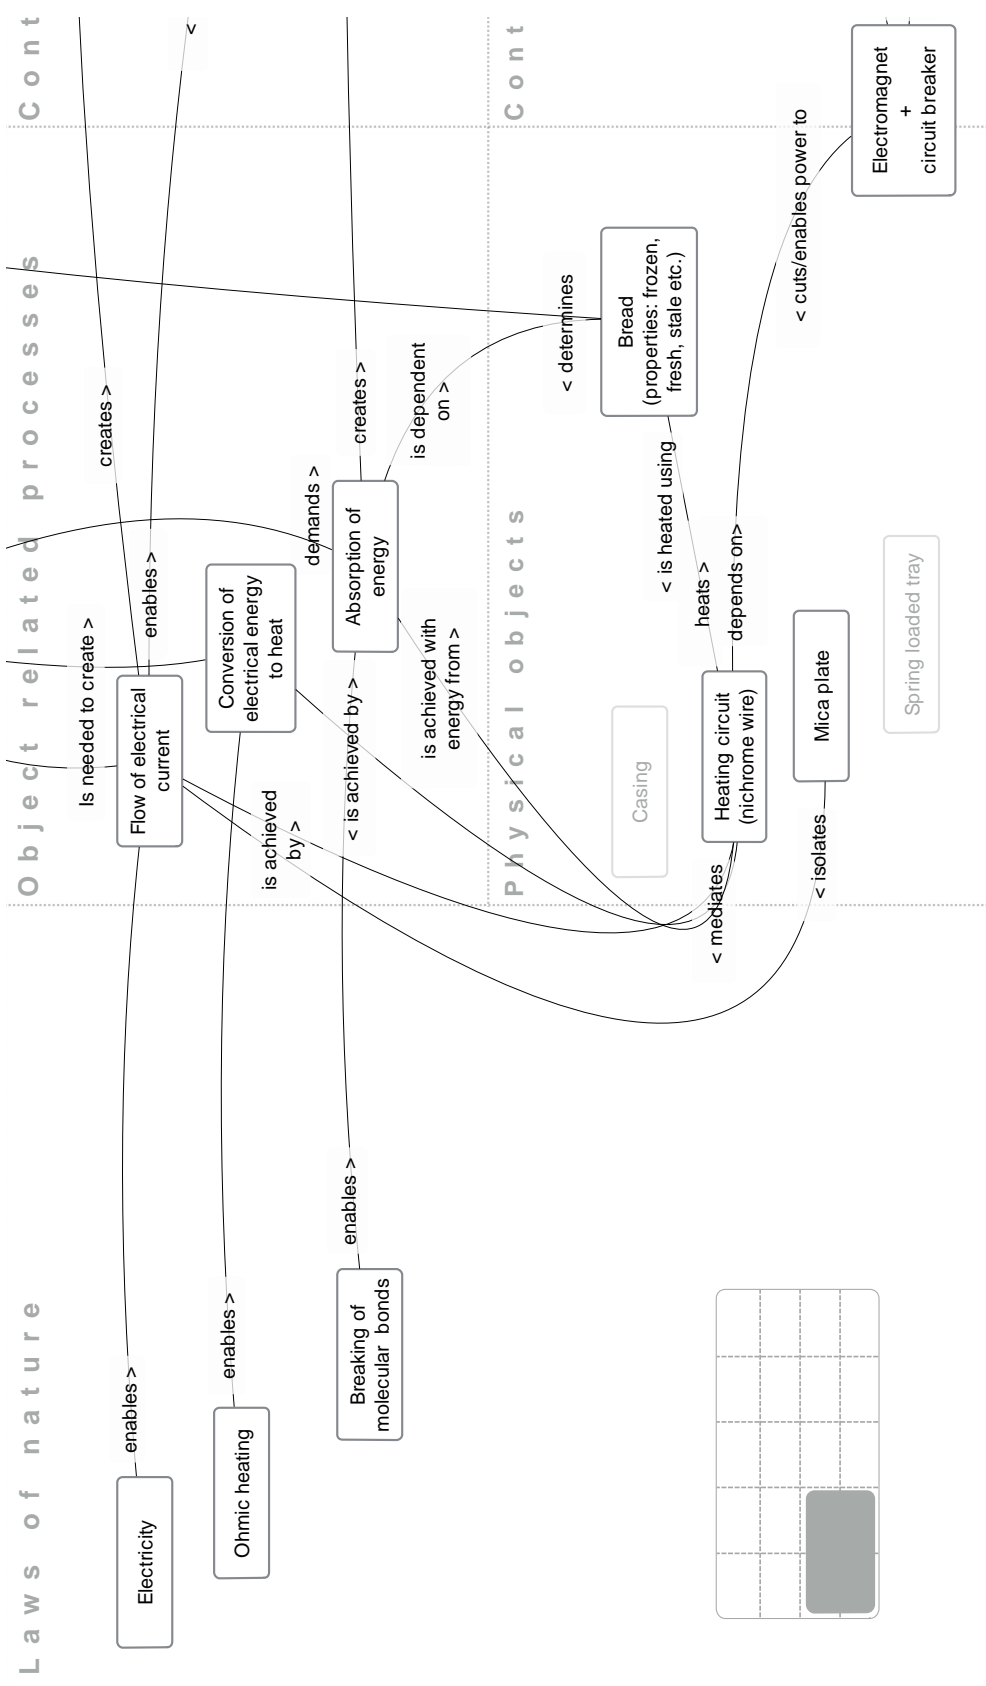 Laws of nature
Object related processes
Cont
Physical objects
Cont
Electricity
enables >
Ohmic heating
enables >
Breaking of
molecular bonds
enables >
Is needed to create >
Flow of electrical
current
creates >
enables >
<
Conversion of
electrical energy
to heat
is achieved
by >
demands >
Absorption of
energy
creates >
< is achieved by >
is dependent
on >
is achieved with
energy from >
< determines
Bread
(properties: frozen,
fresh, stale etc.)
< is heated using
heats >
Casing
Heating circuit
(nichrome wire)
depends on>
< mediates
< cuts/enables power to
Electromagnet
+
circuit breaker
Mica plate
< isolates
Spring loaded tray